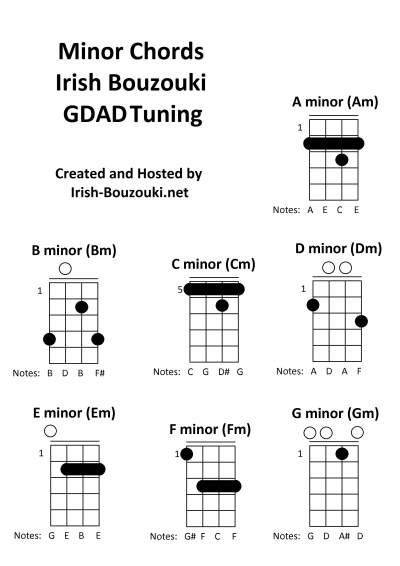 Minor Chords
Irish Bouzouki
GDAD Tuning
Created and Hosted by
Irish-Bouzouki.net
A minor (Am)
1
Notes: A E C E
B minor (Bm)
1
Notes: B D B F#
C minor (Cm)
5
Notes: C G D# G
D minor (Dm)
1
Notes: A D A F
E minor (Em)
1
Notes: G E B E
F minor (Fm)
1
Notes: G# F C F
G minor (Gm)
1
Notes: G D A# D